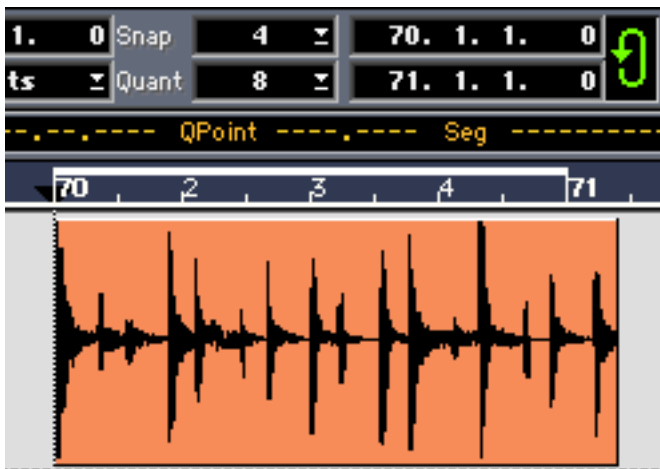 1. 0 Snap 4 70. 1. 1. 0
ts Quant 8 71. 1. 1. 0
--.--.---- QPoint ----.---- Seg ----------
70 2 3 4 71